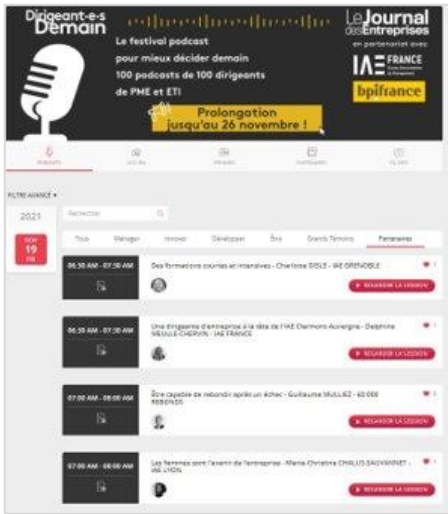 Dirigeant·e·s
Demain
Le Journal
des Entreprises
en partenariat avec
Le festival podcast
pour mieux décider demain
100 podcasts de 100 dirigeants
de PME et ETI
IAE FRANCE
bpifrance
Prolongation
jusqu'au 26 novembre !
PODCASTS
FILTRE AVANCÉ
2021
Rechercher
NOV
19
FRI
Tous Manager Innover Développer Être Grands Témoins Partenaires
06:30 AM - 07:30 AM
Des formations courtes et intensives - Charlotte DISLE - IAE GRENOBLE
REGARDER LA SESSION
06:30 AM - 07:30 AM
Une dirigeante d'entreprise à la tête de l'IAE Clermont-Auvergne - Delphine
MEULLE-CHERVIN - IAE FRANCE
REGARDER LA SESSION
07:00 AM - 08:00 AM
Être capable de rebondir après un échec - Guillaume MULLIEZ - 60.000
REBONDS
REGARDER LA SESSION
07:00 AM - 08:00 AM
Les femmes sont l'avenir de l'entreprise - Marie-Christine CHALUS-SAUVANNET -
IAE LYON
REGARDER LA SESSION